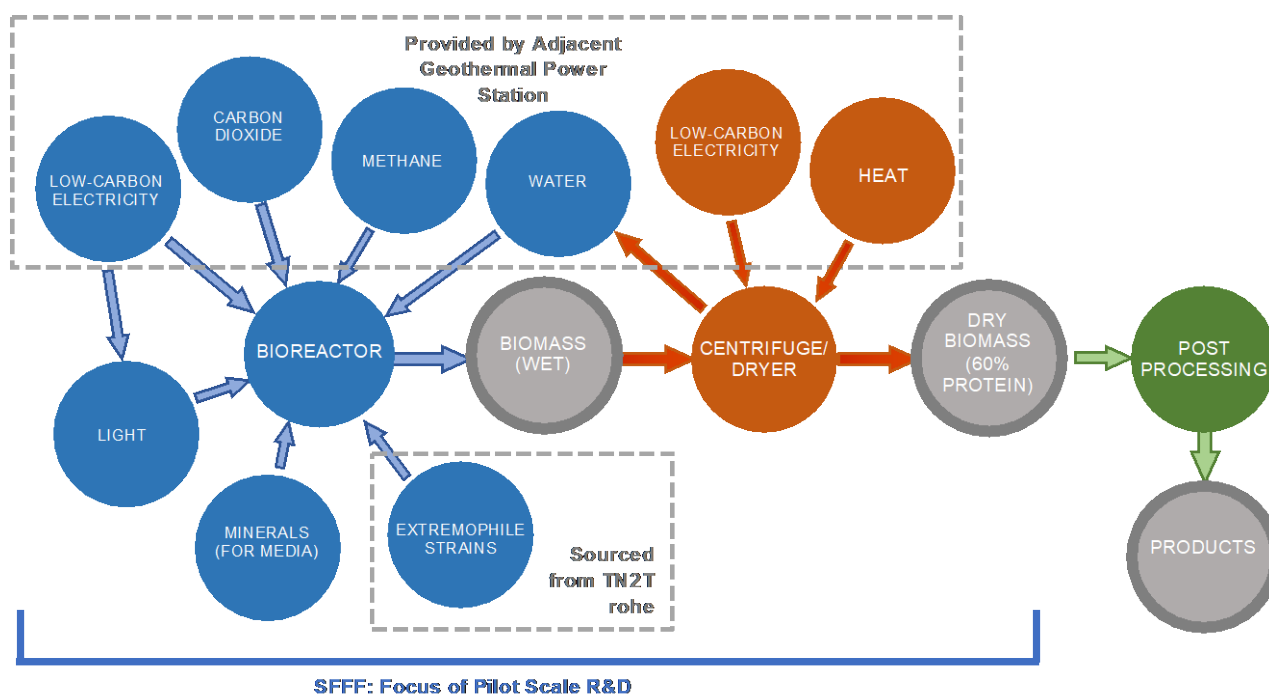 Provided by Adjacent
Geothermal Power
Station
CARBON
DIOXIDE
LOW-CARBON
ELECTRICITY
METHANE
WATER
LOW-CARBON
ELECTRICITY
HEAT
BIOREACTOR
BIOMASS
(WET)
CENTRIFUGE/
DRYER
DRY
BIOMASS
(60%
PROTEIN)
POST
PROCESSING
LIGHT
MINERALS
(FOR MEDIA)
EXTREMOPHILE
STRAINS
Sourced
from TN2T
rohe
PRODUCTS
SFFF: Focus of Pilot Scale R&D